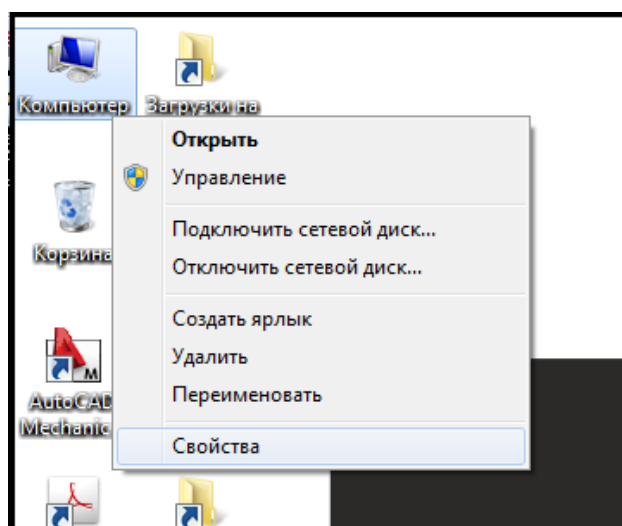 Компьютер
Загрузки на
Открыть
Управление
Подключить сетевой диск...
Отключить сетевой диск...
Корзина
Создать ярлык
Удалить
Переименовать
Свойства
AutoCAD
Mechanic
M